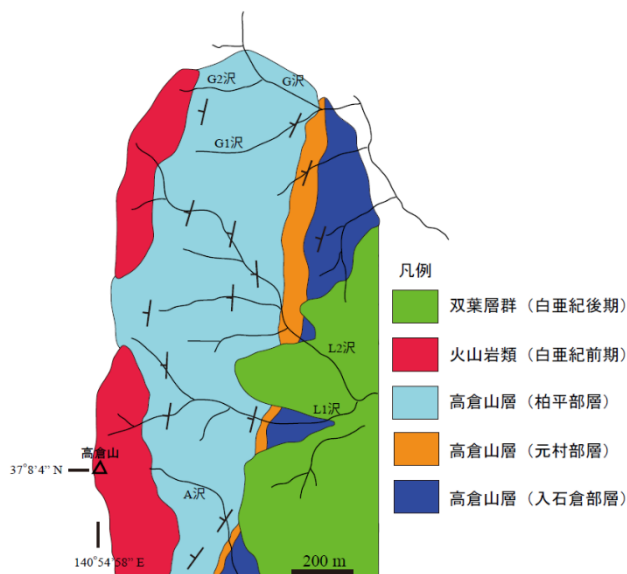 G2沢
G沢
G1沢
凡例
双葉層群（白亜紀後期）
火山岩類（白亜紀前期）
L2沢
高倉山層（柏平部層）
L1沢
高倉山層（元村部層）
高倉山
37°8'4” N
A沢
高倉山層（入石倉部層）
140°54'58” E
200 m